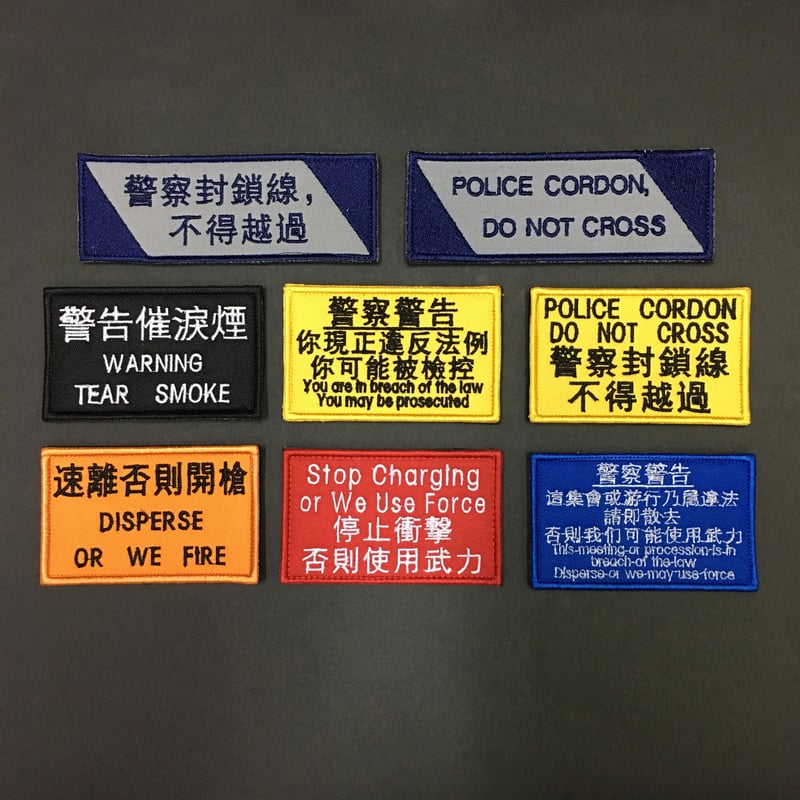 警察封鎖線，
不得越過
POLICE CORDON,
DO NOT CROSS
警告催淚煙
WARNING
TEAR SMOKE
警察警告
你現正違反法例
你可能被檢控
You are in breach of the law
You may be prosecuted
POLICE CORDON
DO NOT CROSS
警察封鎖線
不得越過
速離否則開槍
DISPERSE
OR WE FIRE
Stop Charging
or We Use Force
停止衝擊
否則使用武力
警察警告
這集會或游行乃屬違法
請即散去
否則我们可能使用武力
This meeting or procession is in
breach of the law
Disperse or we may use force